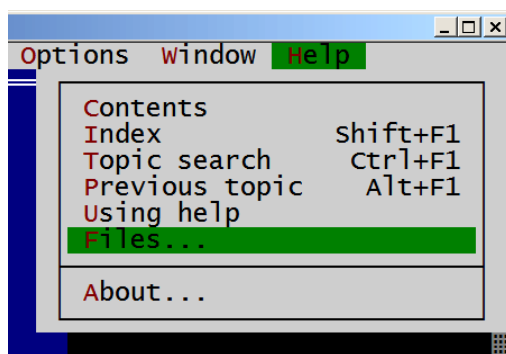 Options Window Help
Contents
Index Shift+F1
Topic search Ctrl+F1
Previous topic Alt+F1
Using help
Files...
About...